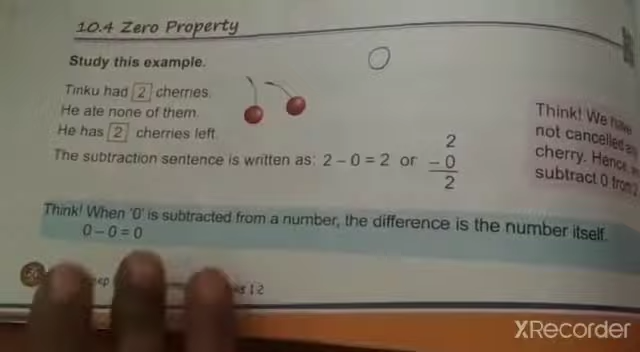 10.4 Zero Property
Study this example.
Tinku had 2 cherries.
He ate none of them.
He has 2 cherries left.
The subtraction sentence is written as: 2 – 0 = 2 or
2
– 0
2
Think! We have
not cancelled
cherry. Hence,
subtract 0 from
Think! When '0' is subtracted from a number, the difference is the number itself.
0 – 0 = 0
12
XRecorder